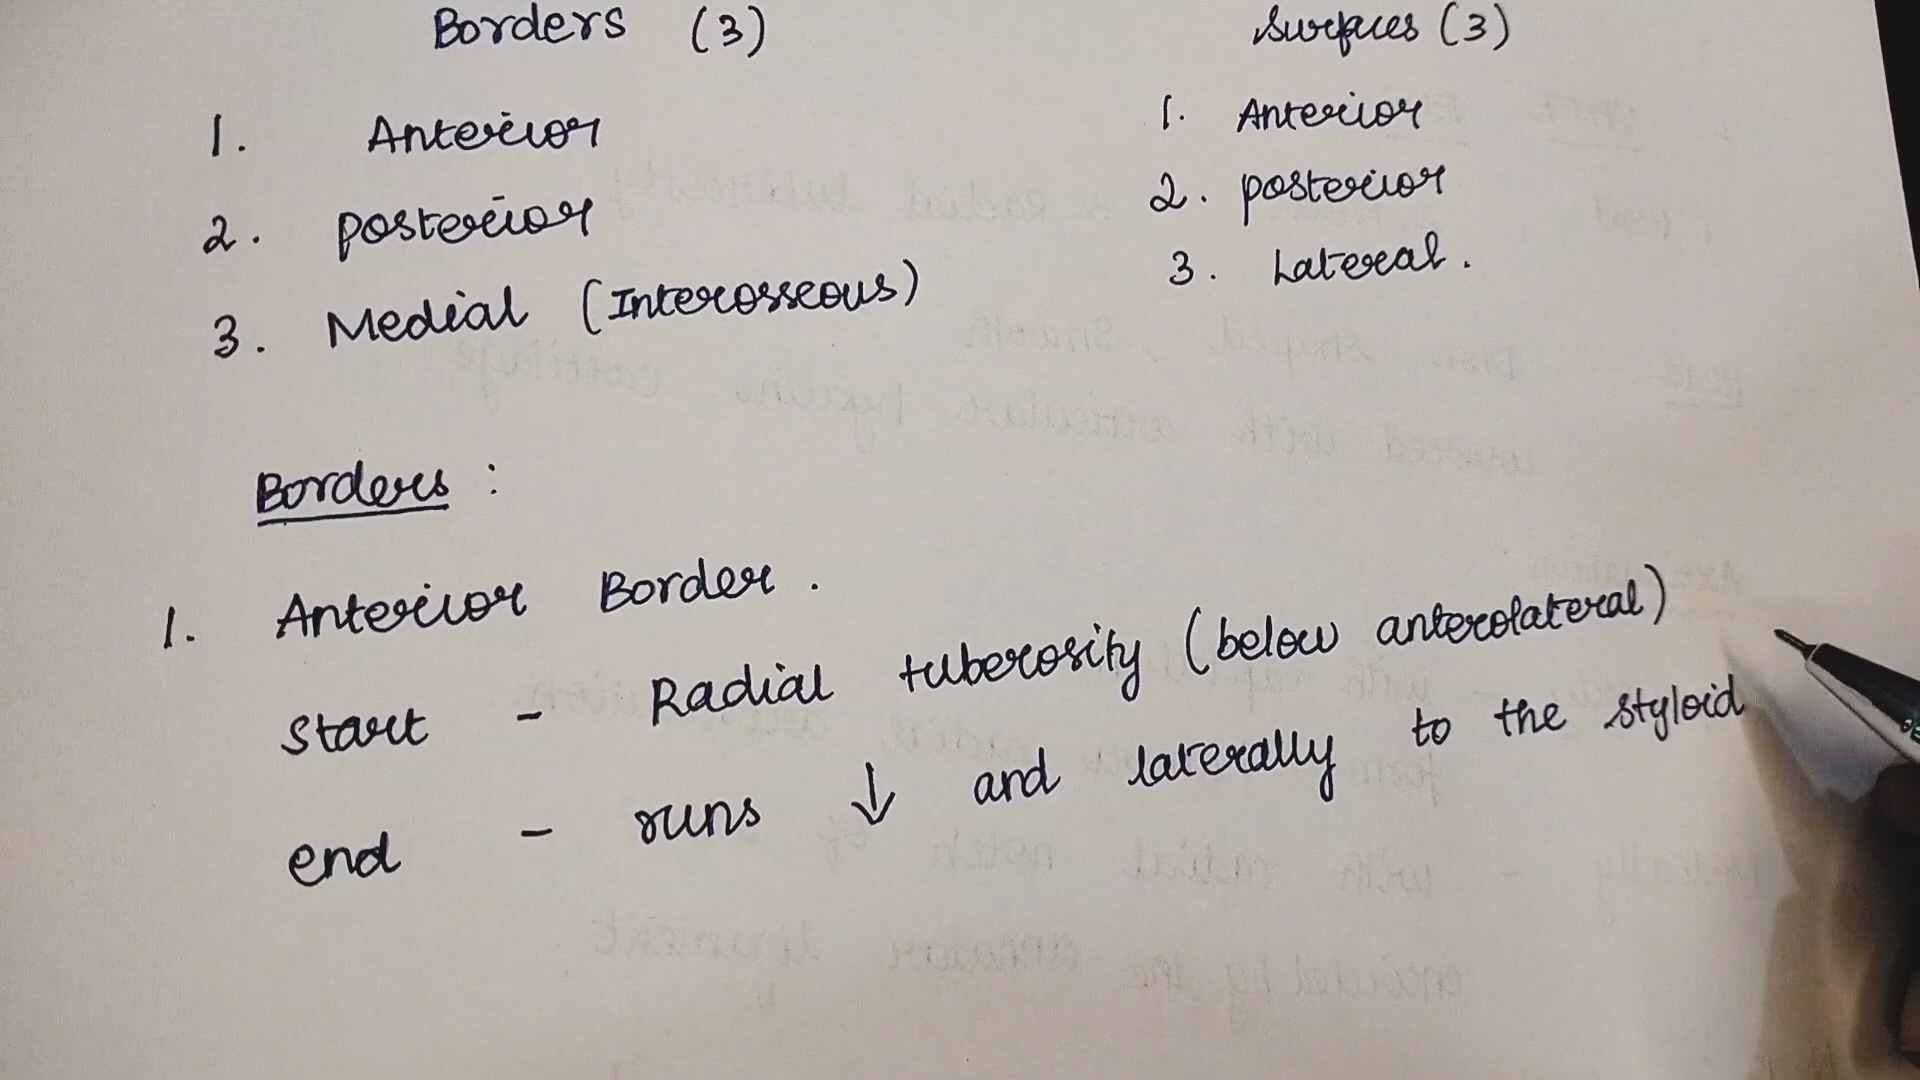 Borders (3)
1. Anterior
2. Posterior
3. Medial (Interosseous)
Surfaces (3)
1. Anterior
2. posterior
3. Lateral.
Borders :
1. Anterior Border.
start - Radial tuberosity (below anterolateral)
end - runs ↓ and laterally to the styloid